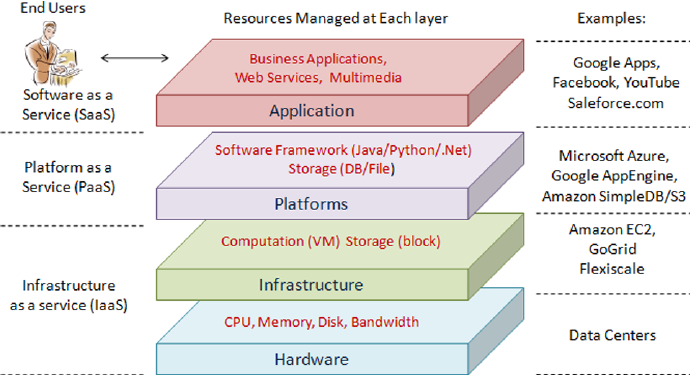 End Users
Resources Managed at Each layer
Examples:
Business Applications,
Web Services, Multimedia
Application
Software as a
Service (SaaS)
Google Apps,
Facebook, YouTube
Saleforce.com
Software Framework (Java/Python/.Net)
Storage (DB/File)
Platforms
Platform as a
Service (PaaS)
Microsoft Azure,
Google AppEngine,
Amazon SimpleDB/S3
Computation (VM) Storage (block)
Infrastructure
Amazon EC2,
GoGrid
Flexiscale
Infrastructure
as a service (IaaS)
CPU, Memory, Disk, Bandwidth
Hardware
Data Centers